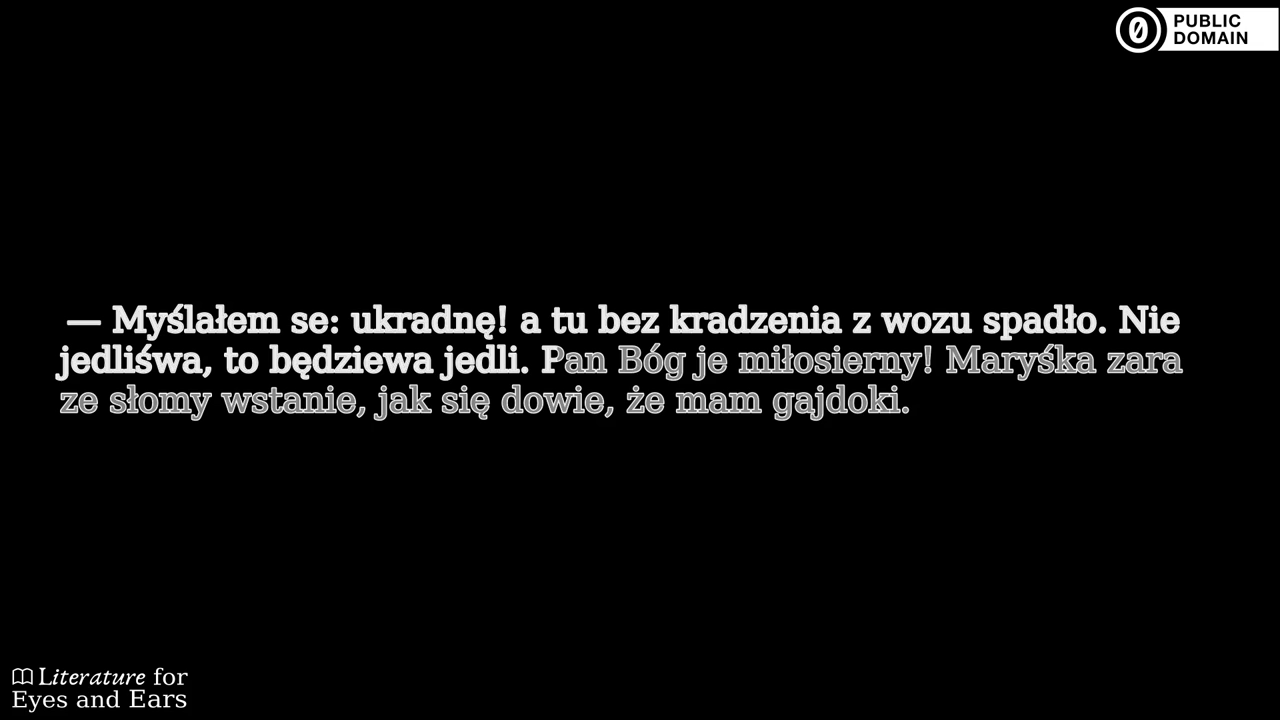 PUBLIC
DOMAIN
— Myślałem se: ukradnę! a tu bez kradzenia z wozu spadło. Nie
jedliśwa, to będziewa jedli. Pan Bóg je miłosierny! Maryśka zara
ze słomy wstanie, jak się dowie, że mam gajdoki.
Literature for
Eyes and Ears